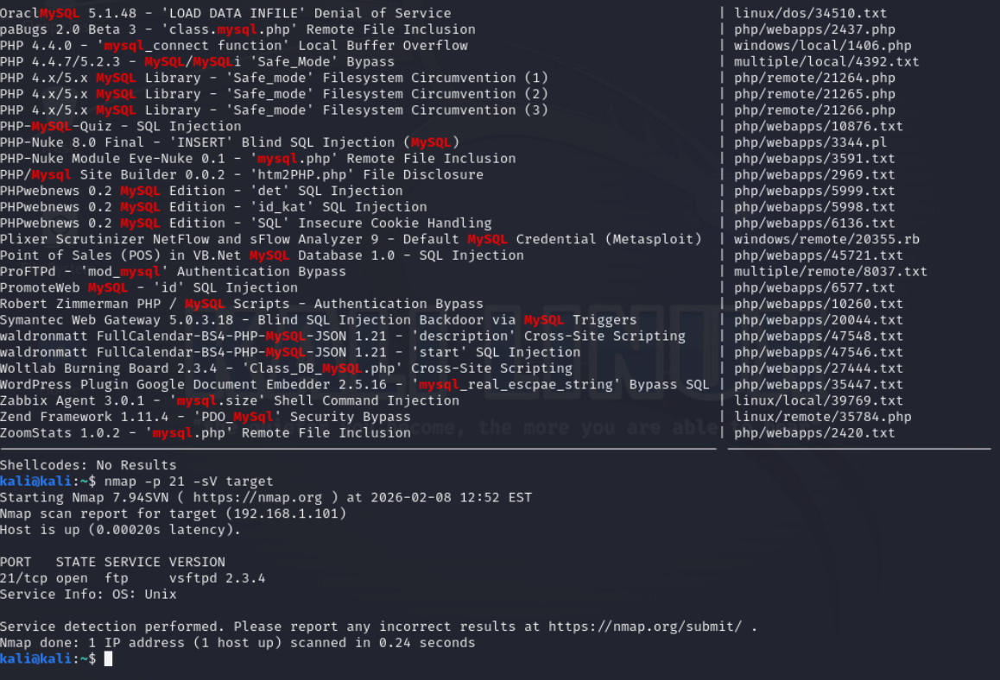 OraclMySQL 5.1.48 - 'LOAD DATA INFILE' Denial of Service | linux/dos/34510.txt
paBugs 2.0 Beta 3 - 'class.mysql.php' Remote File Inclusion | php/webapps/2437.php
PHP 4.4.0 - 'mysql_connect function' Local Buffer Overflow | windows/local/1406.php
PHP 4.4.7/5.2.3 - MySQL/MySQLi 'Safe_Mode' Bypass | multiple/local/4392.txt
PHP 4.x/5.x MySQL Library - 'Safe_mode' Filesystem Circumvention (1) | php/remote/21264.php
PHP 4.x/5.x MySQL Library - 'Safe_mode' Filesystem Circumvention (2) | php/remote/21265.php
PHP 4.x/5.x MySQL Library - 'Safe_mode' Filesystem Circumvention (3) | php/remote/21266.php
PHP-MySQL-Quiz - SQL Injection | php/webapps/10876.txt
PHP-Nuke 8.0 Final - 'INSERT' Blind SQL Injection (MySQL) | php/webapps/3344.pl
PHP-Nuke Module Eve-Nuke 0.1 - 'mysql.php' Remote File Inclusion | php/webapps/3591.txt
PHP/Mysql Site Builder 0.0.2 - 'htm2PHP.php' File Disclosure | php/webapps/2969.txt
PHPwebnews 0.2 MySQL Edition - 'det' SQL Injection | php/webapps/5999.txt
PHPwebnews 0.2 MySQL Edition - 'id_kat' SQL Injection | php/webapps/5998.txt
PHPwebnews 0.2 MySQL Edition - 'SQL' Insecure Cookie Handling | php/webapps/6136.txt
Plixer Scrutinizer NetFlow and sFlow Analyzer 9 - Default MySQL Credential (Metasploit) | windows/remote/20355.rb
Point of Sales (POS) in VB.Net MySQL Database 1.0 - SQL Injection | php/webapps/45721.txt
ProFTPd - 'mod_mysql' Authentication Bypass | multiple/remote/8037.txt
PromoteWeb MySQL - 'id' SQL Injection | php/webapps/6577.txt
Robert Zimmerman PHP / MySQL Scripts - Authentication Bypass | php/webapps/10260.txt
Symantec Web Gateway 5.0.3.18 - Blind SQL Injection Backdoor via MySQL Triggers | php/webapps/20044.txt
waldronmatt FullCalendar-BS4-PHP-MySQL-JSON 1.21 - 'description' Cross-Site Scripting | php/webapps/47548.txt
waldronmatt FullCalendar-BS4-PHP-MySQL-JSON 1.21 - 'start' SQL Injection | php/webapps/47546.txt
Woltlab Burning Board 2.3.4 - 'Class_DB_MySQL.php' Cross-Site Scripting | php/webapps/27444.txt
WordPress Plugin Google Document Embedder 2.5.16 - 'mysql_real_escpae_string' Bypass SQL | php/webapps/35447.txt
Zabbix Agent 3.0.1 - 'mysql.size' Shell Command Injection | linux/local/39769.txt
Zend Framework 1.11.4 - 'PDO_MySql' Security Bypass | linux/remote/35784.php
ZoomStats 1.0.2 - 'mysql.php' Remote File Inclusion | php/webapps/2420.txt
Shellcodes: No Results
kali@kali:~$ nmap -p 21 -sV target
Starting Nmap 7.94SVN ( https://nmap.org ) at 2026-02-08 12:52 EST
Nmap scan report for target (192.168.1.101)
Host is up (0.00020s latency).
PORT STATE SERVICE VERSION
21/tcp open ftp vsftpd 2.3.4
Service Info: OS: Unix
Service detection performed. Please report any incorrect results at https://nmap.org/submit/ .
Nmap done: 1 IP address (1 host up) scanned in 0.24 seconds
kali@kali:~$